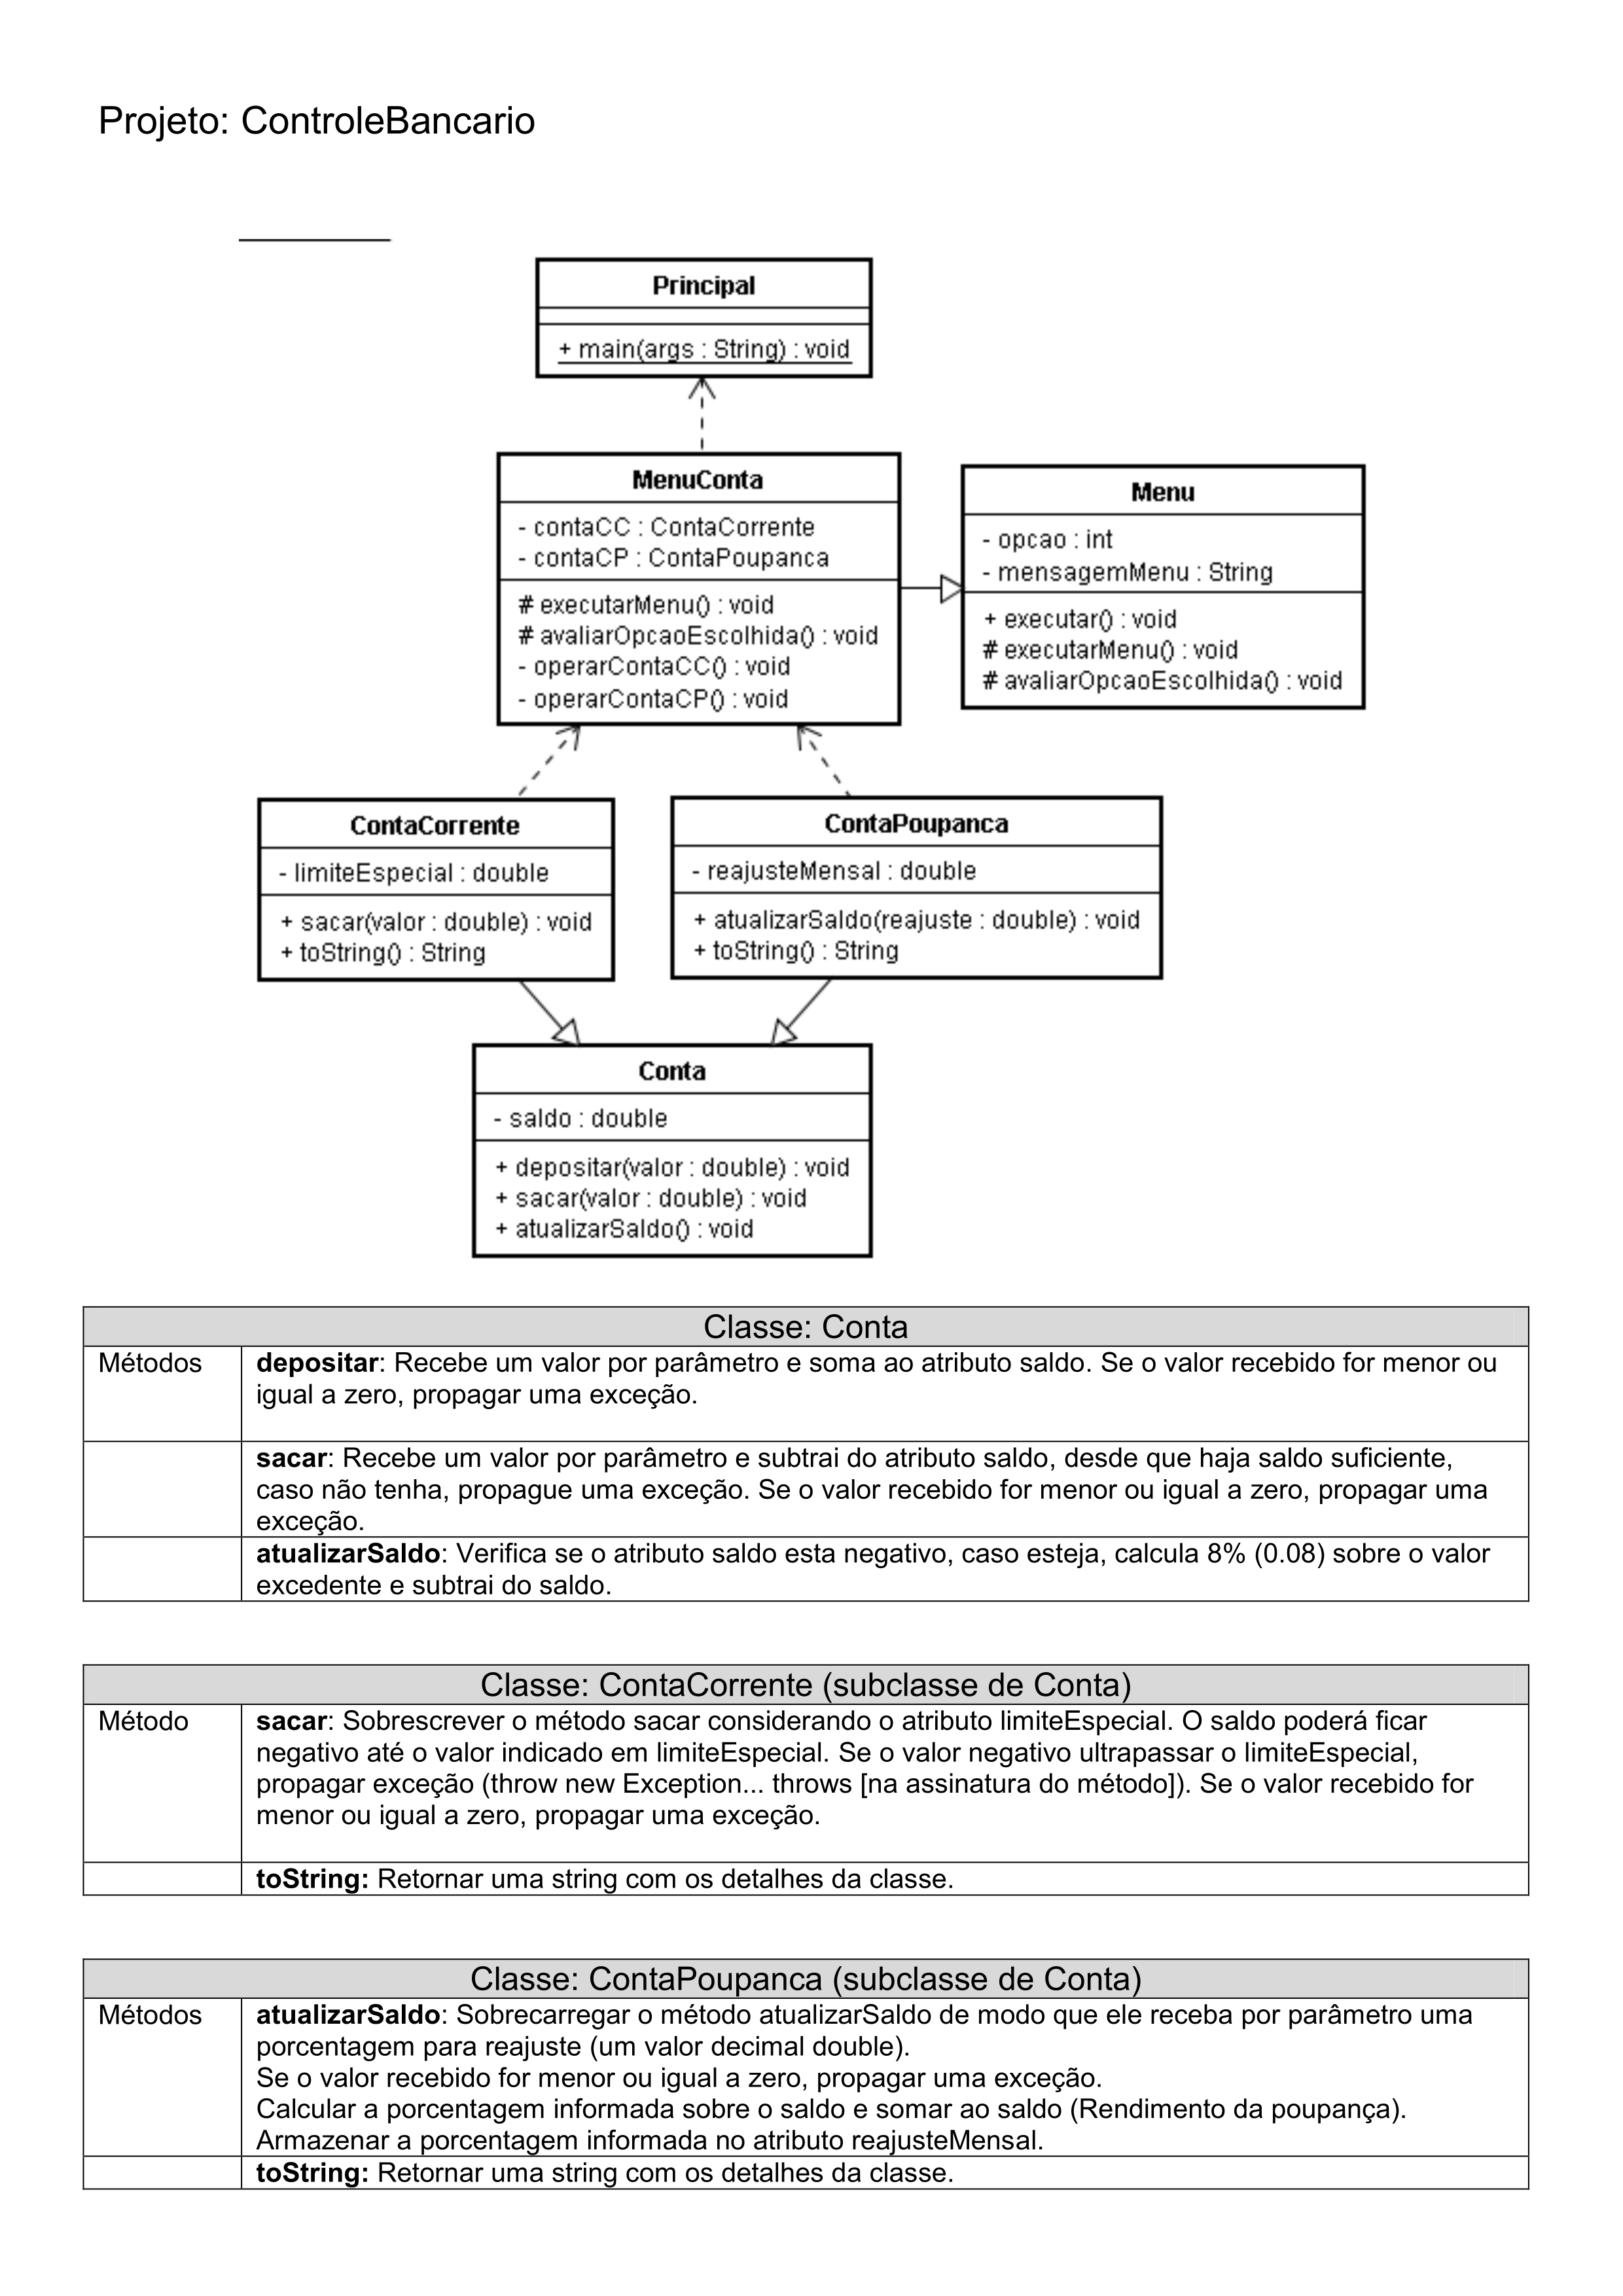 Projeto: ControleBancario
Principal
+ main(args : String) : void
MenuConta
- contaCC : ContaCorrente
- contaCP : ContaPoupanca
# executarMenu() : void
# avaliarOpcaoEscolhida() : void
- operarContaCC() : void
- operarContaCP() : void
Menu
- opcao : int
- mensagemMenu : String
+ executar() : void
# executarMenu() : void
# avaliarOpcaoEscolhida() : void
ContaCorrente
- limiteEspecial : double
+ sacar(valor : double) : void
+ toString() : String
ContaPoupanca
- reajusteMensal : double
+ atualizarSaldo(reajuste : double) : void
+ toString() : String
Conta
- saldo : double
+ depositar(valor : double) : void
+ sacar(valor : double) : void
+ atualizarSaldo() : void
Classe: Conta
Métodos
depositar: Recebe um valor por parâmetro e soma ao atributo saldo. Se o valor recebido for menor ou
igual a zero, propagar uma exceção.
sacar: Recebe um valor por parâmetro e subtrai do atributo saldo, desde que haja saldo suficiente,
caso não tenha, propague uma exceção. Se o valor recebido for menor ou igual a zero, propagar uma
exceção.
atualizarSaldo: Verifica se o atributo saldo esta negativo, caso esteja, calcula 8% (0.08) sobre o valor
excedente e subtrai do saldo.
Classe: ContaCorrente (subclasse de Conta)
Método
sacar: Sobrescrever o método sacar considerando o atributo limiteEspecial. O saldo poderá ficar
negativo até o valor indicado em limiteEspecial. Se o valor negativo ultrapassar o limiteEspecial,
propagar exceção (throw new Exception... throws [na assinatura do método]). Se o valor recebido for
menor ou igual a zero, propagar uma exceção.
toString: Retornar uma string com os detalhes da classe.
Classe: ContaPoupanca (subclasse de Conta)
Métodos
atualizarSaldo: Sobrecarregar o método atualizarSaldo de modo que ele receba por parâmetro uma
porcentagem para reajuste (um valor decimal double).
Se o valor recebido for menor ou igual a zero, propagar uma exceção.
Calcular a porcentagem informada sobre o saldo e somar ao saldo (Rendimento da poupança).
Armazenar a porcentagem informada no atributo reajusteMensal.
toString: Retornar uma string com os detalhes da classe.